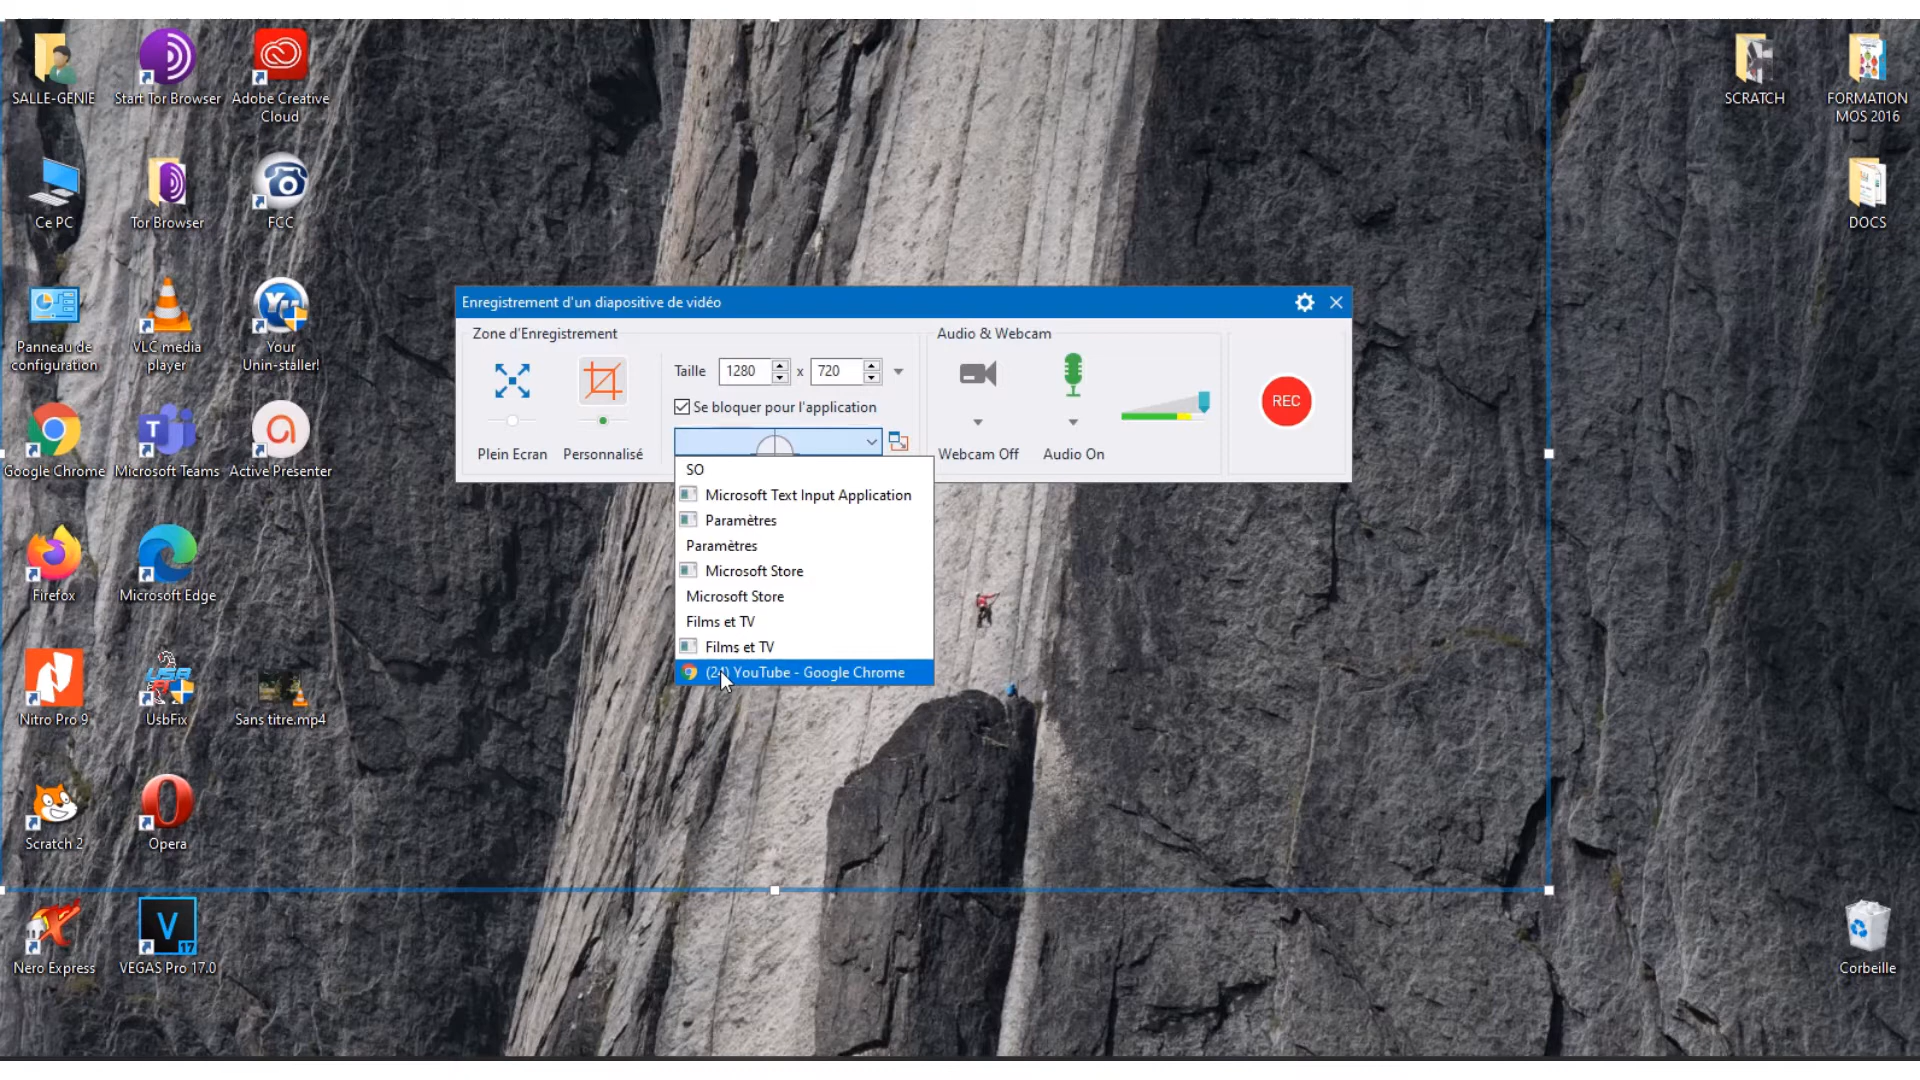 SALLE-GENIE
Start Tor Browser
Adobe Creative
Cloud
SCRATCH
FORMATION
MOS 2016
Ce PC
Tor Browser
FCC
DOCS
Panneau de
configuration
VLC media
player
Your
Unin-staller!
Google Chrome
Microsoft Teams
Active Presenter
Firefox
Microsoft Edge
Nitro Pro 9
UsbFix
Sans titre.mp4
Scratch 2
Opera
Nero Express
VEGAS Pro 17.0
Corbeille
Enregistrement d'un diapositive de vidéo
Zone d'Enregistrement
Audio & Webcam
Taille 1280 x 720
Se bloquer pour l'application
REC
Plein Ecran
Personnalisé
Webcam Off
Audio On
SO
Microsoft Text Input Application
Paramètres
Paramètres
Microsoft Store
Microsoft Store
Films et TV
Films et TV
YouTube - Google Chrome